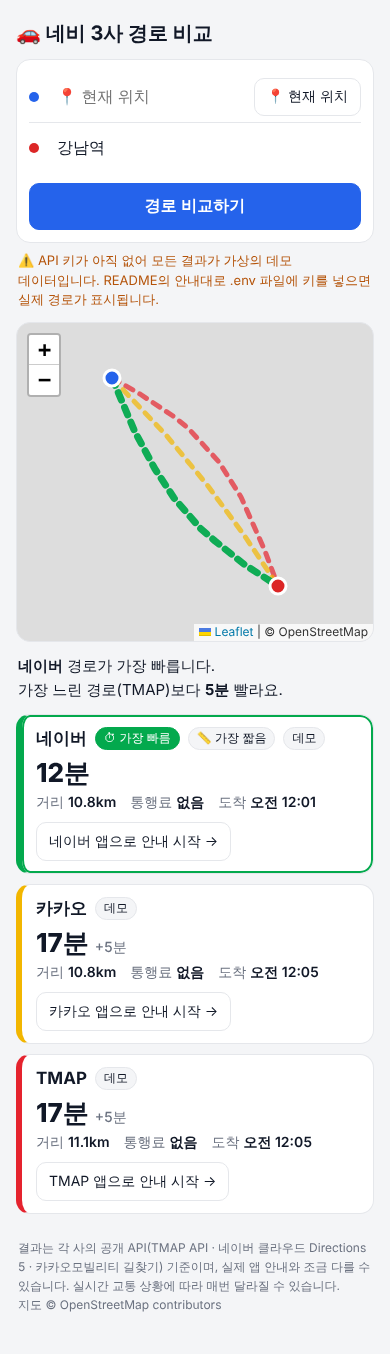 🚗 네비 3사 경로 비교
📍 현재 위치
📍 현재 위치
강남역
경로 비교하기
⚠️ API 키가 아직 없어 모든 결과가 가상의 데모
데이터입니다. README의 안내대로 .env 파일에 키를 넣으면
실제 경로가 표시됩니다.
+
−
Leaflet | © OpenStreetMap
네이버 경로가 가장 빠릅니다.
가장 느린 경로(TMAP)보다 5분 빨라요.
네이버 ⏱ 가장 빠름 📏 가장 짧음 데모
12분
거리 10.8km 통행료 없음 도착 오전 12:01
네이버 앱으로 안내 시작 →
카카오 데모
17분 +5분
거리 10.8km 통행료 없음 도착 오전 12:05
카카오 앱으로 안내 시작 →
TMAP 데모
17분 +5분
거리 11.1km 통행료 없음 도착 오전 12:05
TMAP 앱으로 안내 시작 →
결과는 각 사의 공개 API(TMAP API · 네이버 클라우드 Directions
5 · 카카오모빌리티 길찾기) 기준이며, 실제 앱 안내와 조금 다를 수
있습니다. 실시간 교통 상황에 따라 매번 달라질 수 있습니다.
지도 © OpenStreetMap contributors